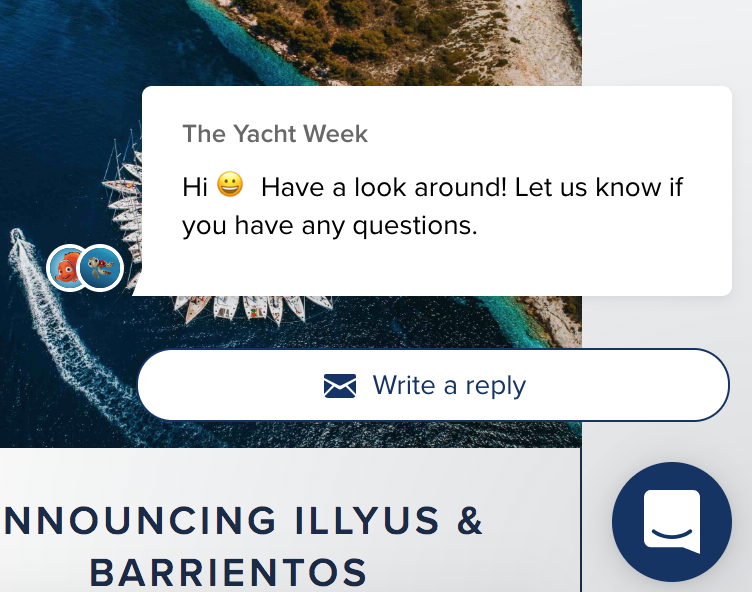 The Yacht Week
Hi 😀 Have a look around! Let us know if
you have any questions.
Write a reply
NNOUNCING ILLYUS &
BARRIENTOS